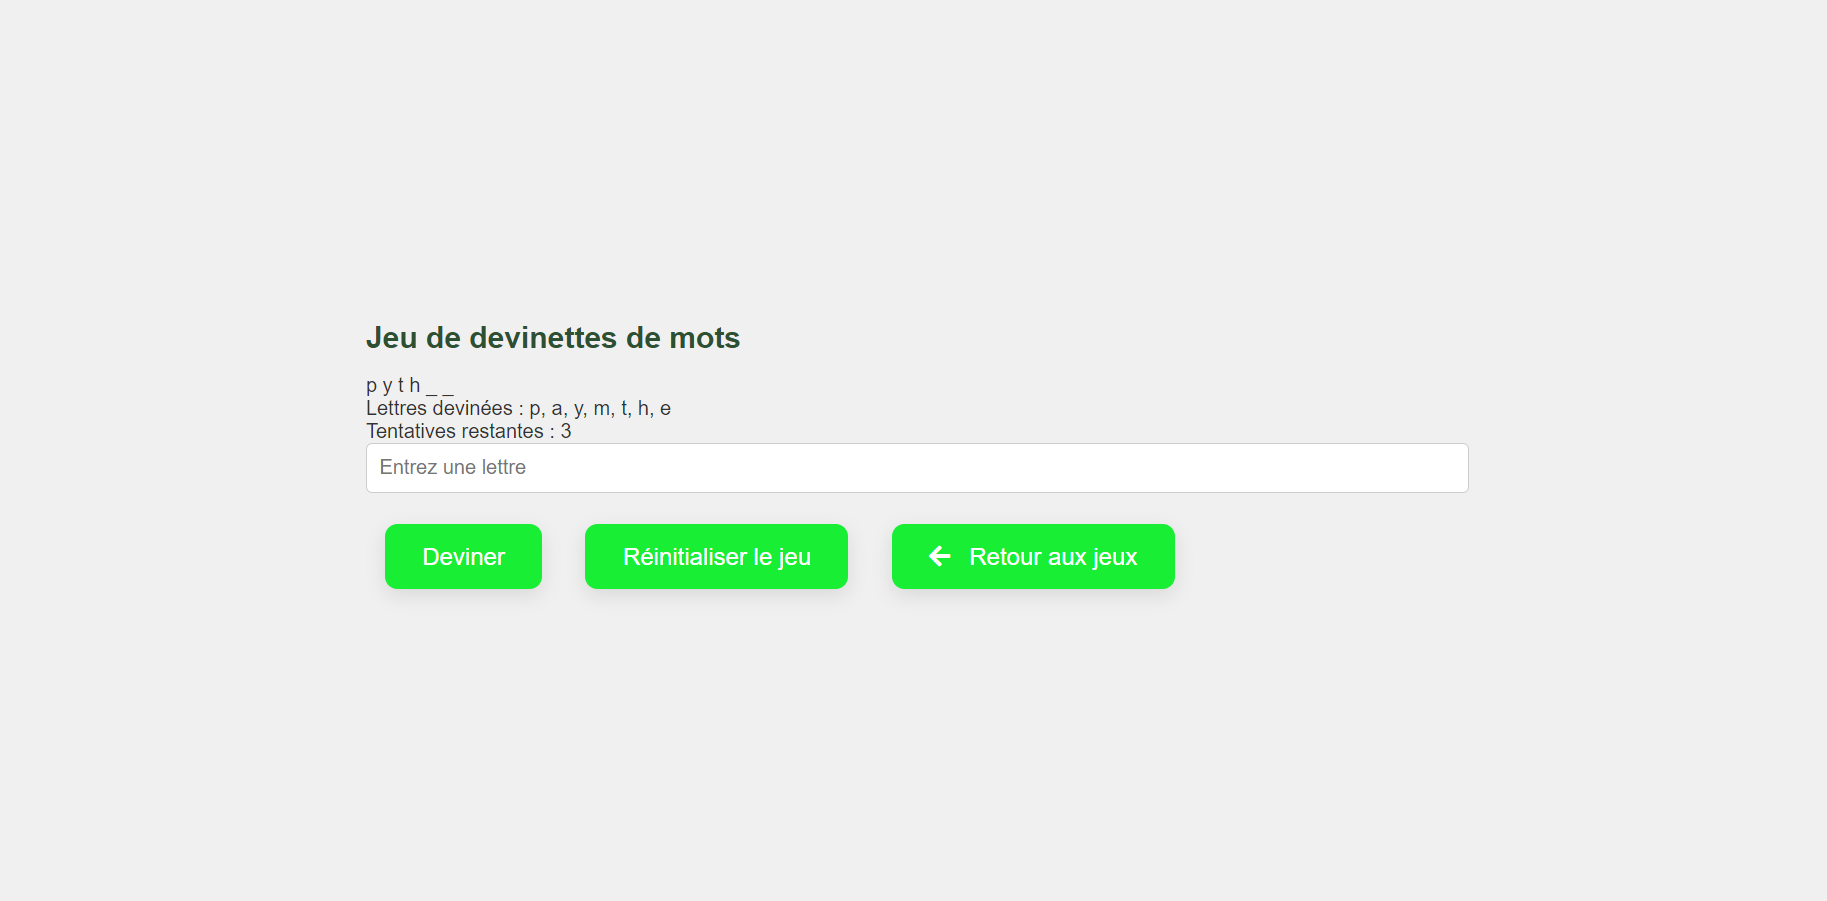 Jeu de devinettes de mots
p y t h _ _
Lettres devinées : p, a, y, m, t, h, e
Tentatives restantes : 3
Entrez une lettre
Deviner
Réinitialiser le jeu
Retour aux jeux